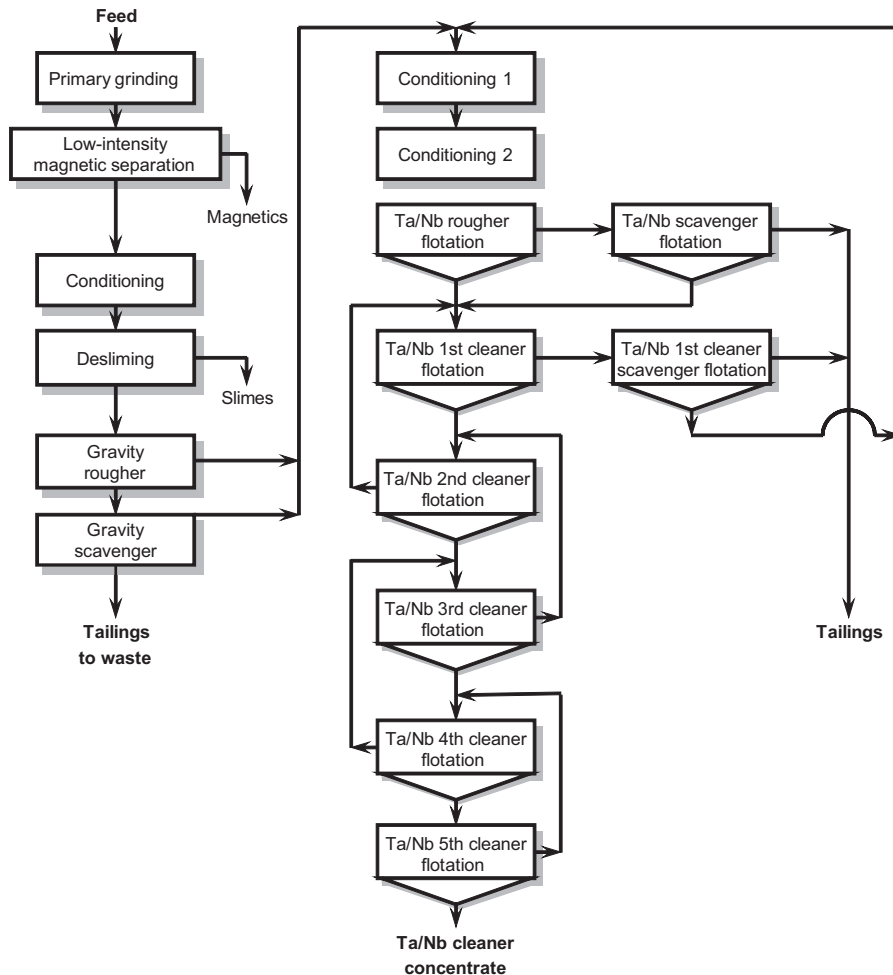 Feed
Primary grinding
Low-intensity
magnetic separation
Magnetics
Conditioning
Desliming
Slimes
Gravity
rougher
Gravity
scavenger
Tailings
to waste
Conditioning 1
Conditioning 2
Ta/Nb rougher
flotation
Ta/Nb scavenger
flotation
Ta/Nb 1st cleaner
flotation
Ta/Nb 1st cleaner
scavenger flotation
Ta/Nb 2nd cleaner
flotation
Ta/Nb 3rd cleaner
flotation
Tailings
Ta/Nb 4th cleaner
flotation
Ta/Nb 5th cleaner
flotation
Ta/Nb cleaner
concentrate